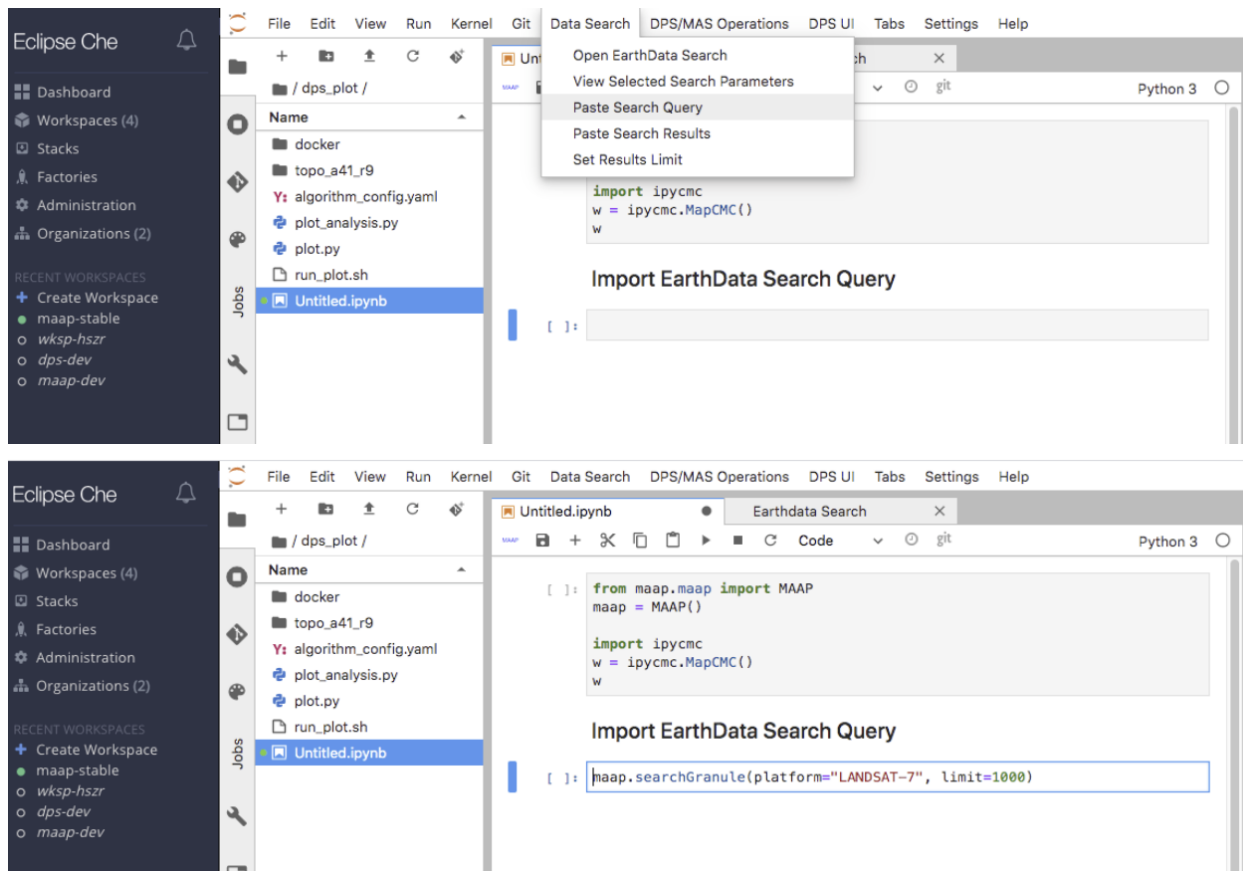 Eclipse Che
Dashboard
Workspaces (4)
Stacks
Factories
Administration
Organizations (2)
RECENT WORKSPACES
Create Workspace
maap-stable
wksp-hszr
dps-dev
maap-dev
File Edit View Run Kernel Git Data Search DPS/MAS Operations DPS UI Tabs Settings Help
Open EarthData Search
View Selected Search Parameters
Paste Search Query
Paste Search Results
Set Results Limit
/ dps_plot /
Name
docker
topo_a41_r9
Y: algorithm_config.yaml
plot_analysis.py
plot.py
run_plot.sh
Untitled.ipynb
Jobs
Unt
ch
MAAP
git
Python 3
import ipycmc
w = ipycmc.MapCMC()
w
Import EarthData Search Query
[ ]:
Eclipse Che
Dashboard
Workspaces (4)
Stacks
Factories
Administration
Organizations (2)
RECENT WORKSPACES
Create Workspace
maap-stable
wksp-hszr
dps-dev
maap-dev
File Edit View Run Kernel Git Data Search DPS/MAS Operations DPS UI Tabs Settings Help
/ dps_plot /
Name
docker
topo_a41_r9
Y: algorithm_config.yaml
plot_analysis.py
plot.py
run_plot.sh
Untitled.ipynb
Jobs
Untitled.ipynb Earthdata Search
MAAP Code git Python 3
[ ]: from maap.maap import MAAP
maap = MAAP()
import ipycmc
w = ipycmc.MapCMC()
w
Import EarthData Search Query
[ ]: maap.searchGranule(platform="LANDSAT-7", limit=1000)